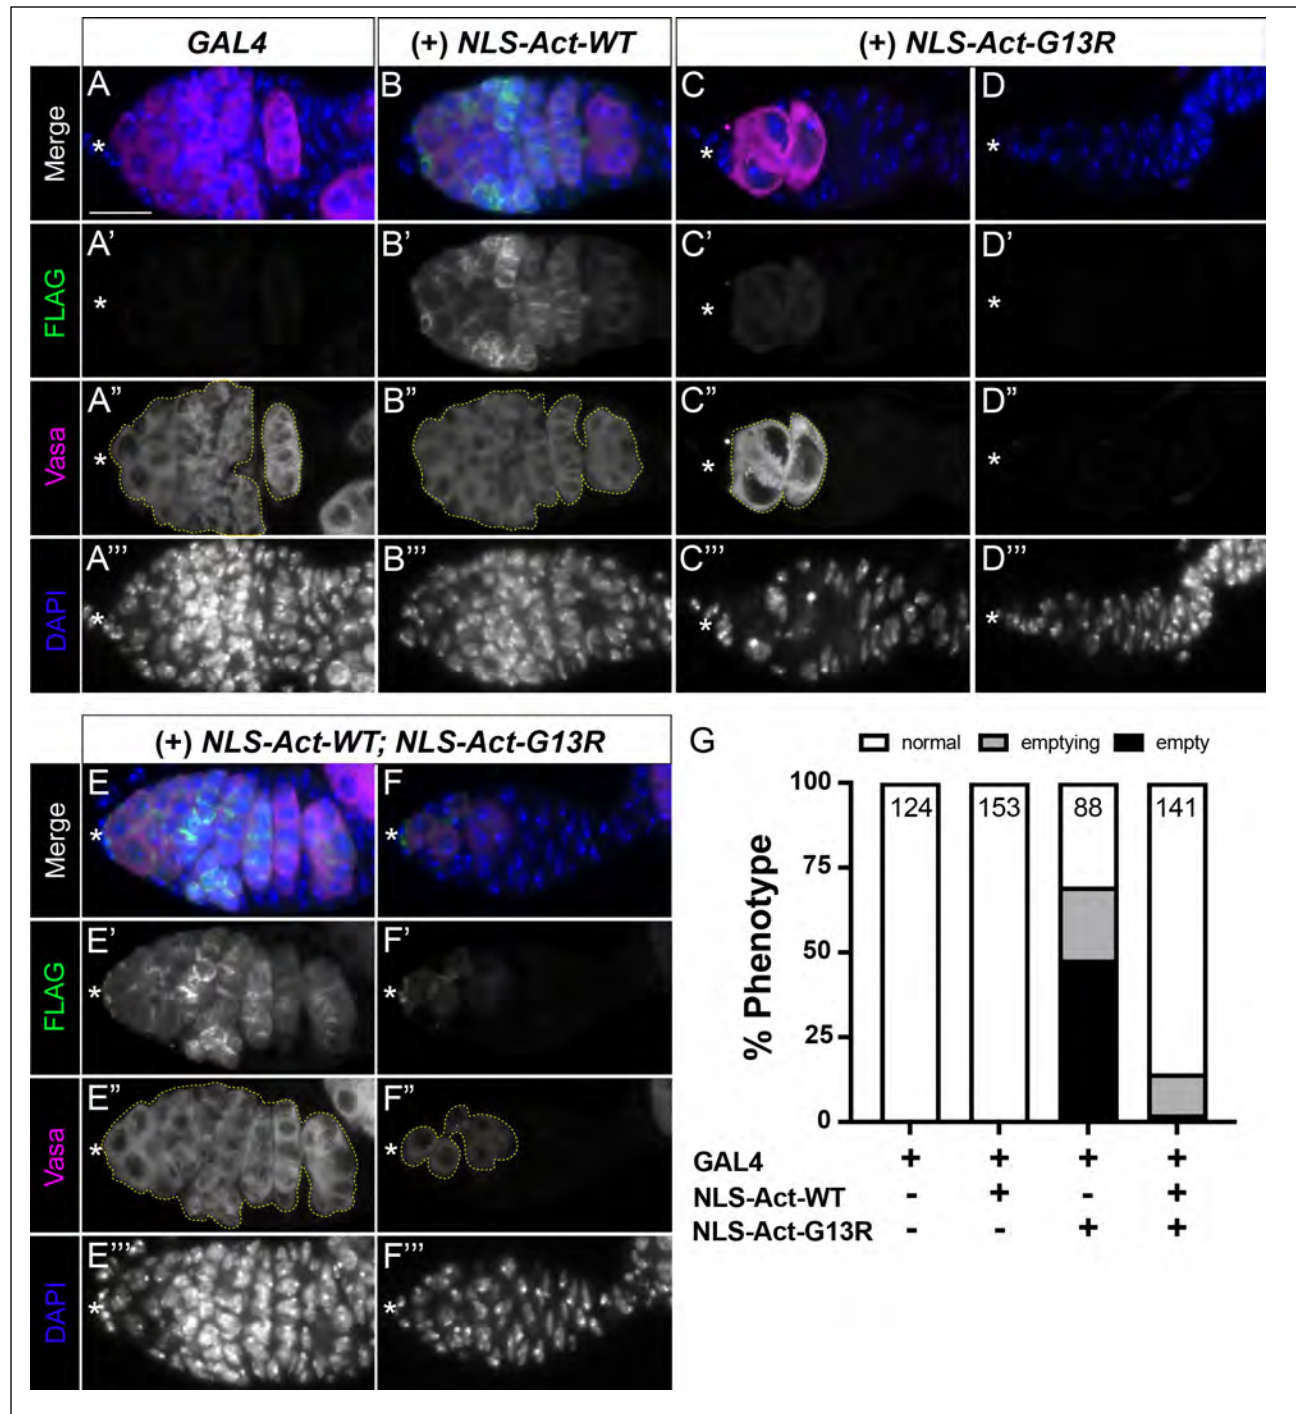 GAL4
(+) NLS-Act-WT
(+) NLS-Act-G13R
Merge
A
*
B
*
C
*
D
*
FLAG
A'
*
B'
*
C'
*
D'
*
Vasa
A"
*
B"
*
C"
*
D"
*
DAPI
A'''
*
B'''
*
C'''
*
D'''
*
(+) NLS-Act-WT; NLS-Act-G13R
Merge
E
*
F
*
FLAG
E'
*
F'
*
Vasa
E"
*
F"
*
DAPI
E'''
*
F'''
*
G
normal emptying empty
% Phenotype
100
75
50
25
0
124 153 88 141
GAL4 + + + +
NLS-Act-WT - + - +
NLS-Act-G13R - - + +